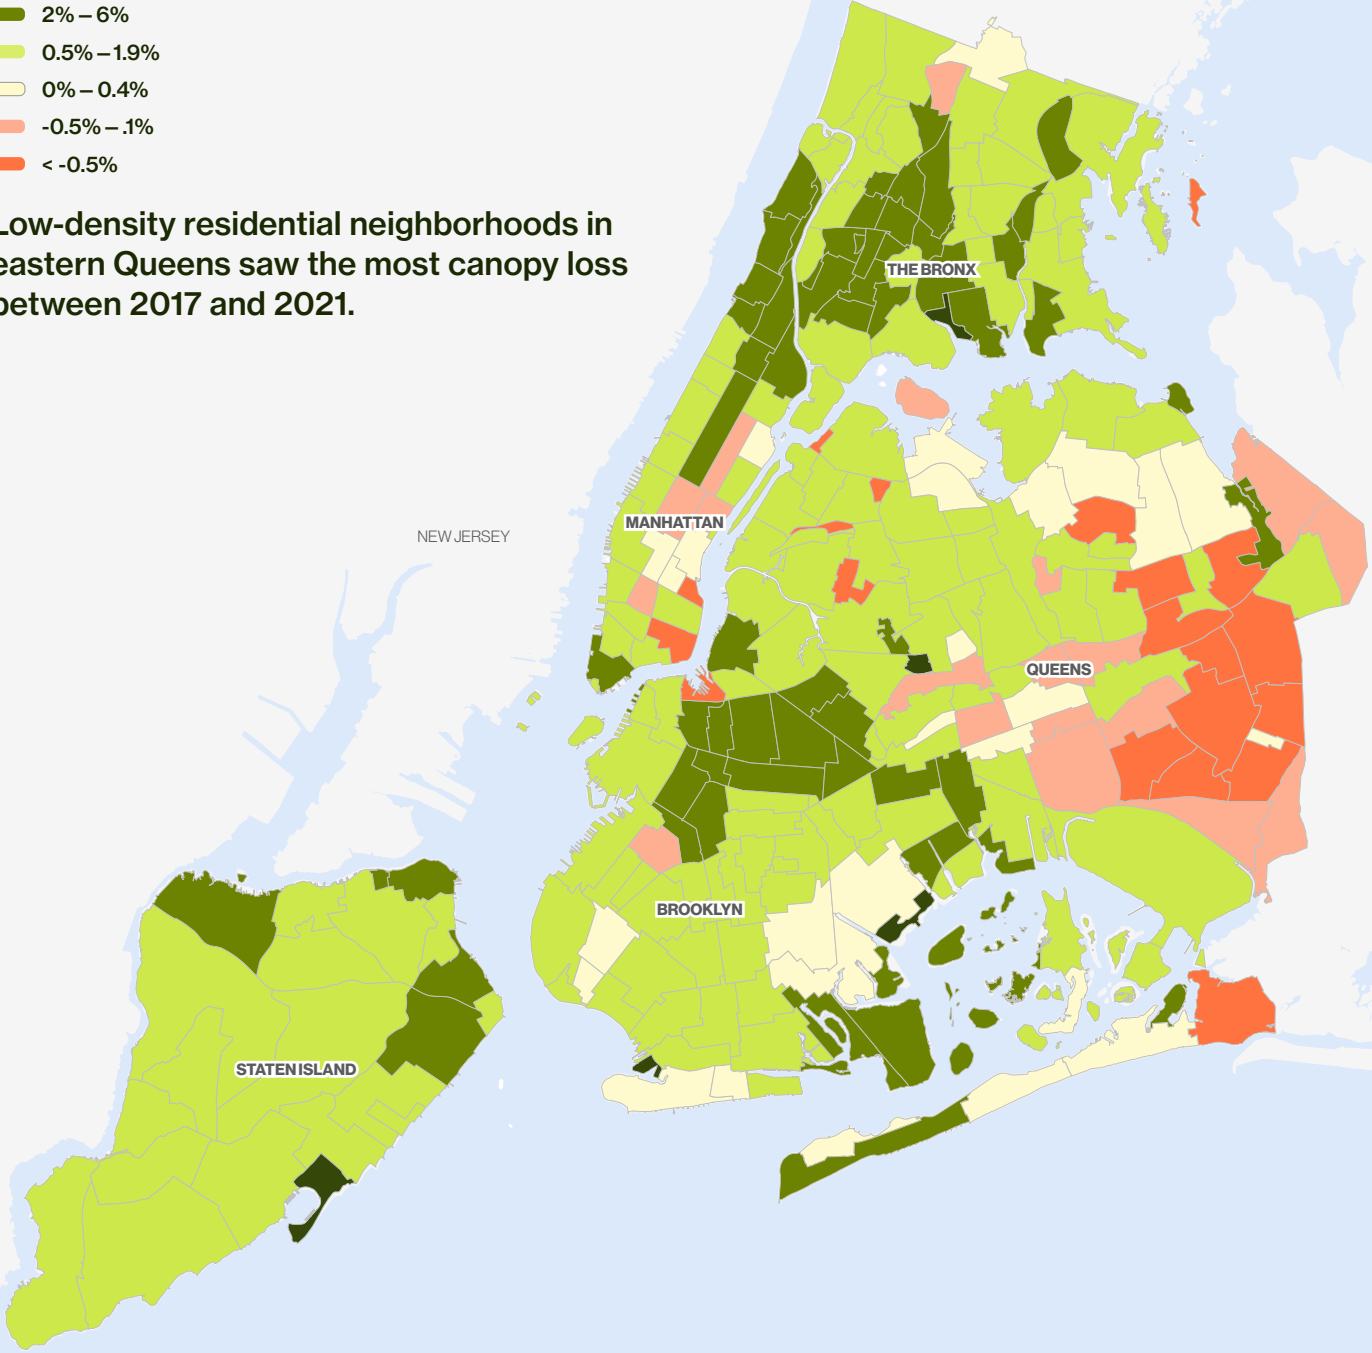 2% – 6%
0.5% – 1.9%
0% – 0.4%
-0.5% – .1%
< -0.5%
Low-density residential neighborhoods in
eastern Queens saw the most canopy loss
between 2017 and 2021.
THE BRONX
MANHATTAN
NEW JERSEY
QUEENS
BROOKLYN
STATEN ISLAND